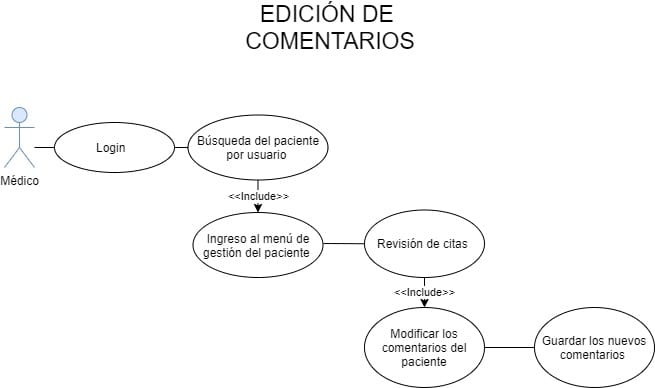 EDICIÓN DE
COMENTARIOS
Médico
Login
Búsqueda del paciente
por usuario
<<Include>>
Ingreso al menú de
gestión del paciente
Revisión de citas
<<Include>>
Modificar los
comentarios del
paciente
Guardar los nuevos
comentarios